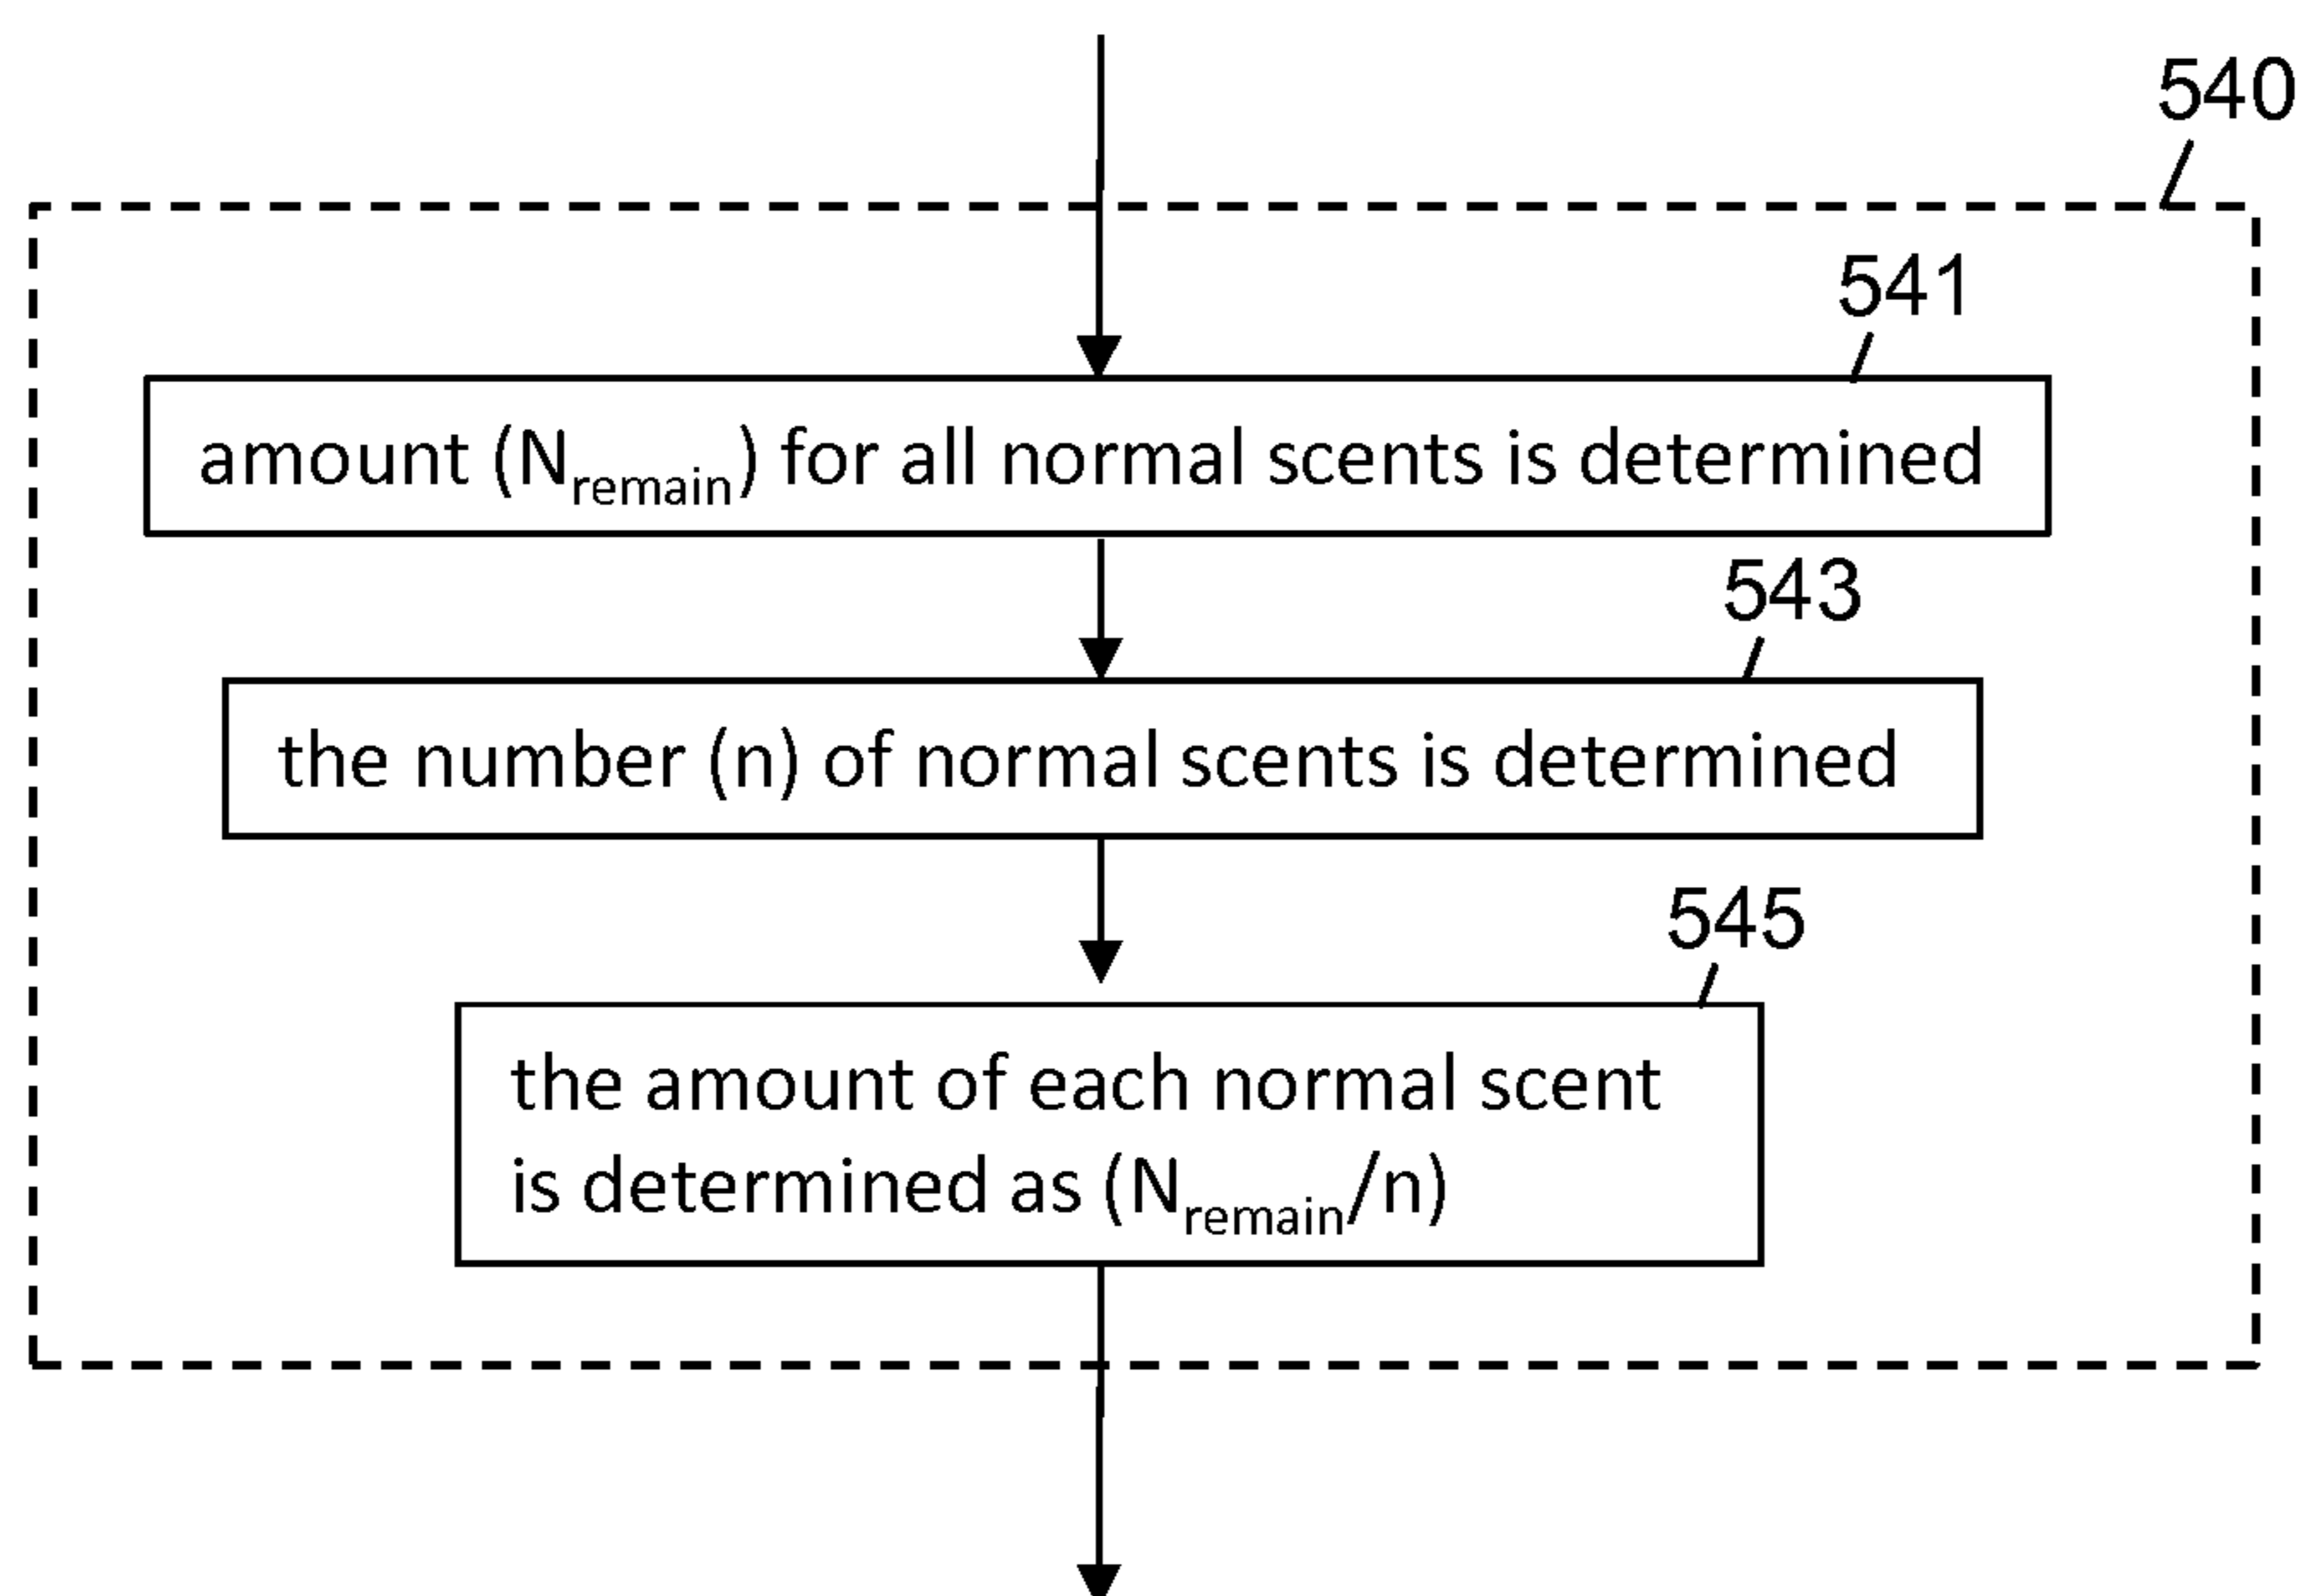 540
541
amount (Nremain) for all normal scents is determined
543
the number (n) of normal scents is determined
545
the amount of each normal scent
is determined as (Nremain/n)